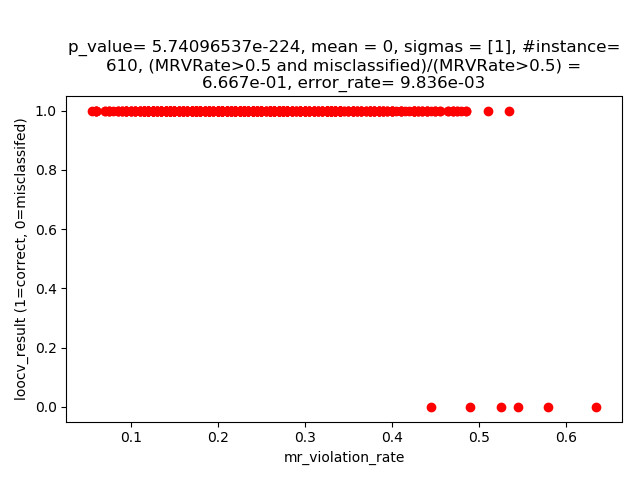 p_value= 5.74096537e-224, mean = 0, sigmas = [1], #instance=
610, (MRVRate>0.5 and misclassified)/(MRVRate>0.5) =
6.667e-01, error_rate= 9.836e-03
loocv_result (1=correct, 0=misclassifed)
1.0
0.8
0.6
0.4
0.2
0.0
0.1 0.2 0.3 0.4 0.5 0.6
mr_violation_rate